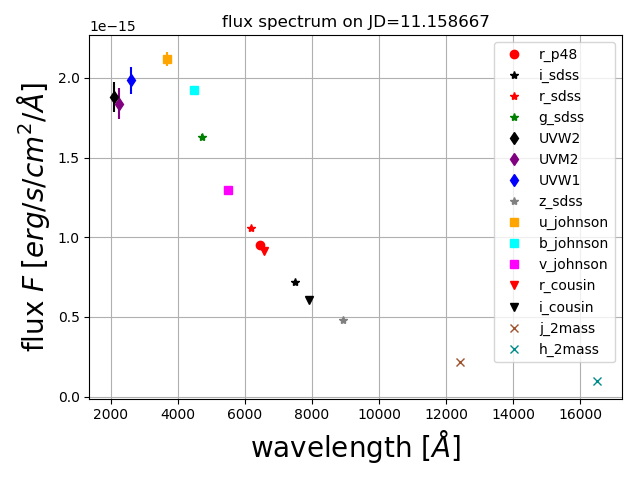 flux spectrum on JD=11.158667
1e−15
flux F [erg/s/cm²/Å]
2.0
1.5
1.0
0.5
0.0
r_p48
i_sdss
r_sdss
g_sdss
UVW2
UVM2
UVW1
z_sdss
u_johnson
b_johnson
v_johnson
r_cousin
i_cousin
j_2mass
h_2mass
2000 4000 6000 8000 10000 12000 14000 16000
wavelength [Å]